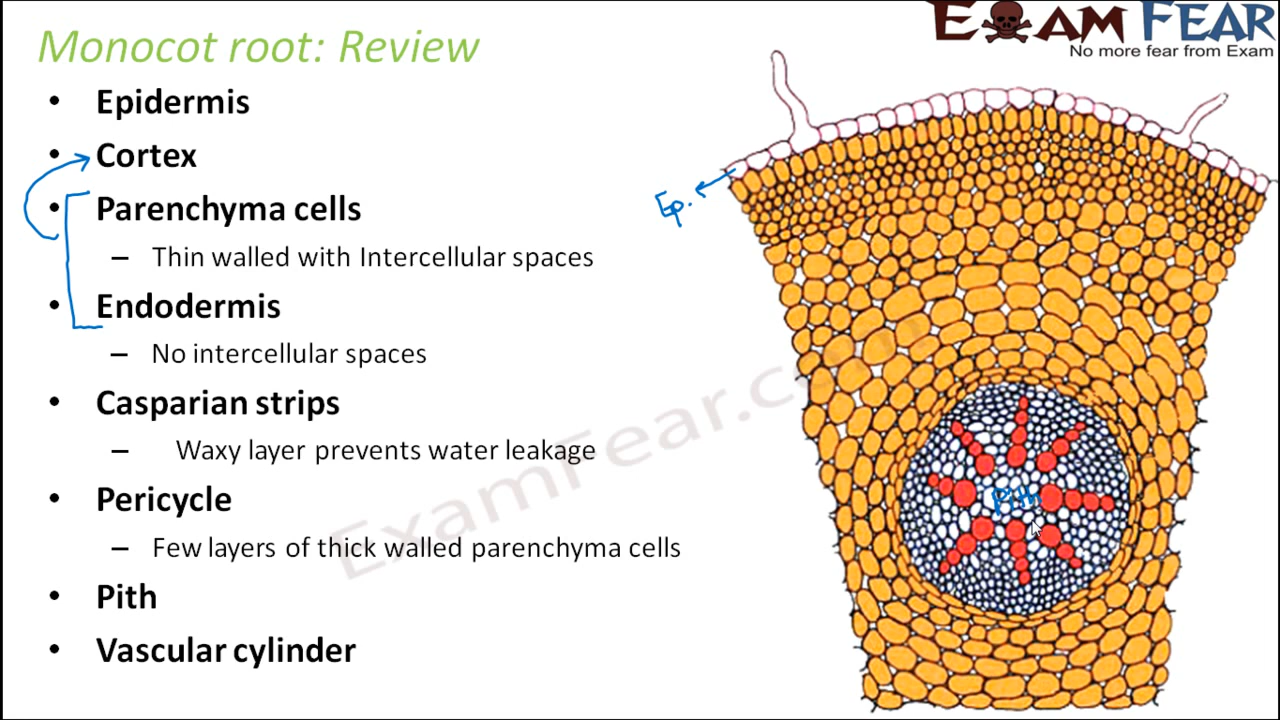 Monocot root: Review
EXAM FEAR
No more fear from Exam
• Epidermis
• Cortex
• Parenchyma cells
– Thin walled with Intercellular spaces
• Endodermis
– No intercellular spaces
• Casparian strips
– Waxy layer prevents water leakage
• Pericycle
– Few layers of thick walled parenchyma cells
• Pith
• Vascular cylinder
Ep.
Pith
ExamFear.com